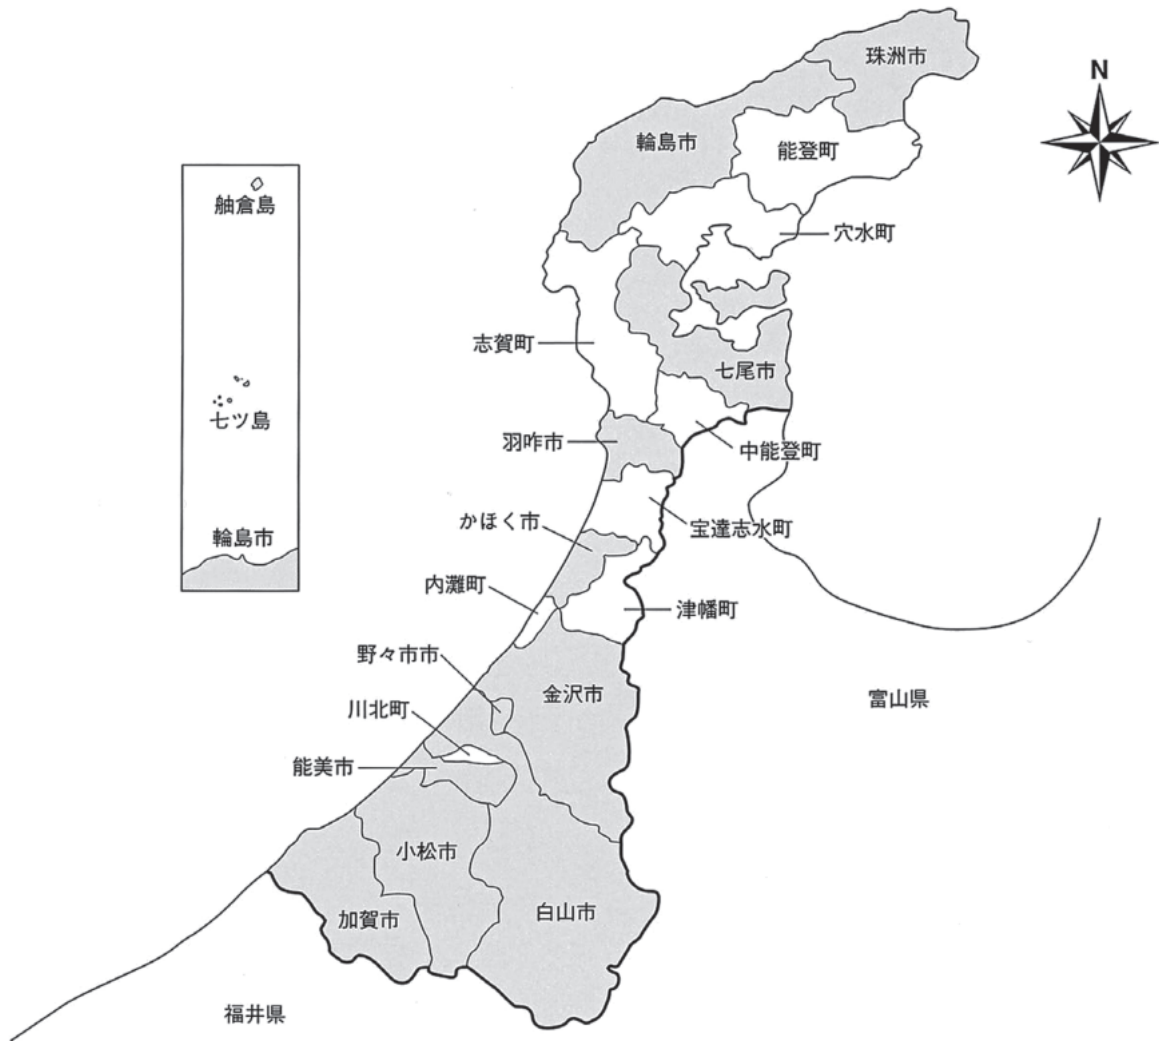 珠洲市
N
輪島市
能登町
舳倉島
穴水町
志賀町
七尾市
七ツ島
羽咋市
中能登町
かほく市
宝達志水町
輪島市
内灘町
津幡町
野々市市
金沢市
富山県
川北町
能美市
小松市
白山市
加賀市
福井県